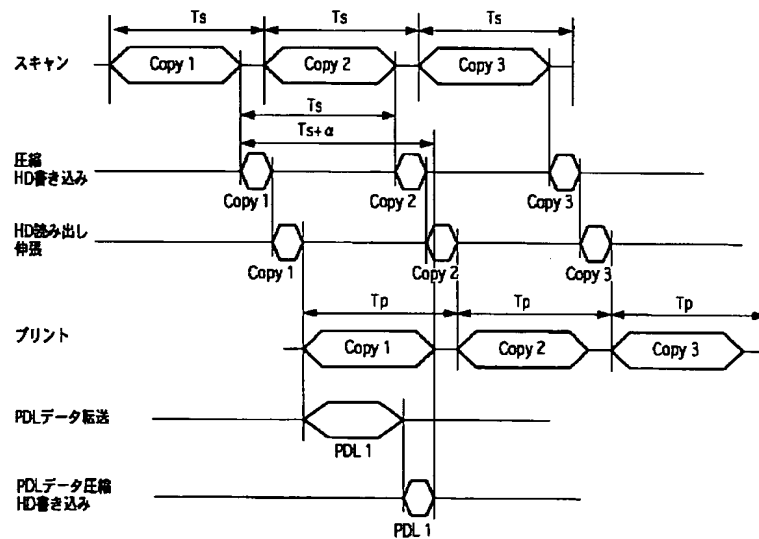 Ts Ts Ts
スキャン Copy 1 Copy 2 Copy 3
Ts
Ts+α
圧縮
HD書き込み
Copy 1 Copy 2 Copy 3
HD読み出し
伸張
Copy 1 Copy 2 Copy 3
Tp Tp Tp
プリント Copy 1 Copy 2 Copy 3
PDLデータ転送
PDL 1
PDLデータ圧縮
HD書き込み
PDL 1